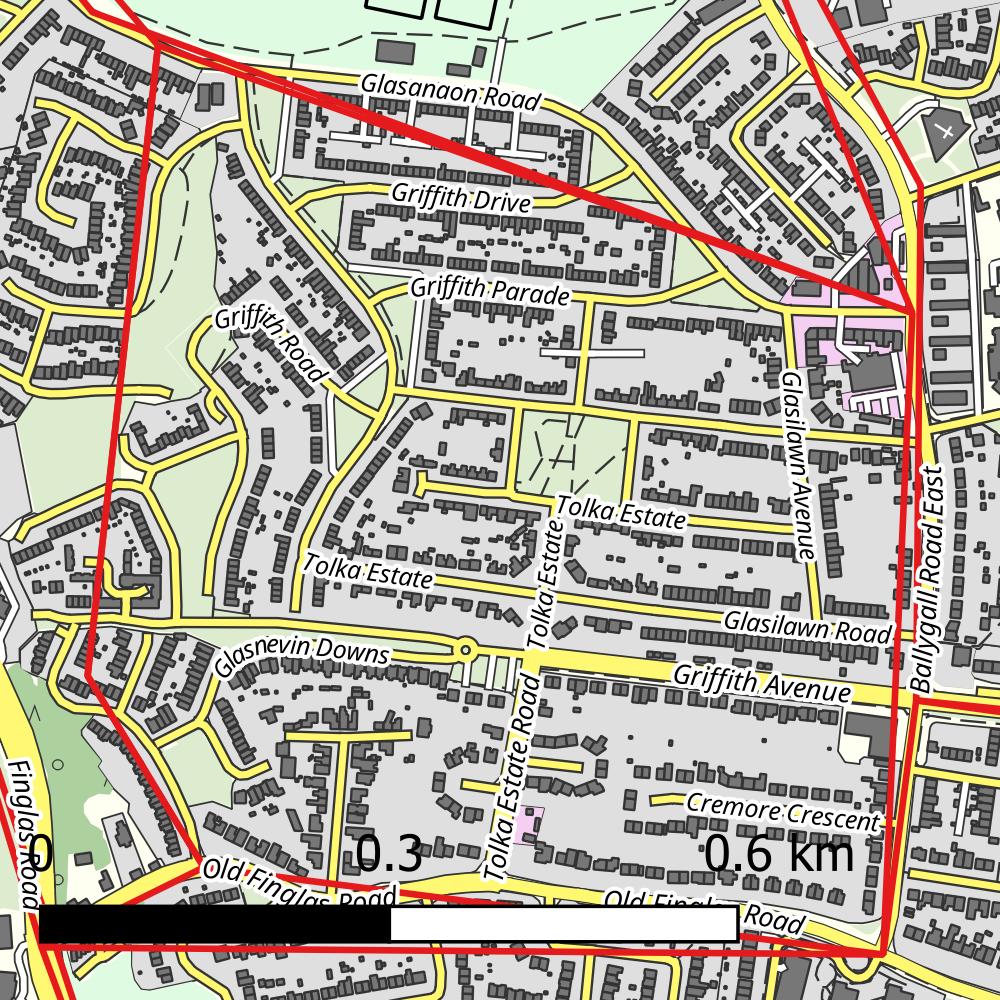 Glasanaon Road
Griffith Drive
Griffith Parade
Griffith Road
Glasilawn Avenue
Ballygall Road East
Tolka Estate
Tolka Estate
Tolka Estate
Glasilawn Road
Glasnevin Downs
Griffith Avenue
Tolka Estate Road
Finglas Road
Cremore Crescent
Old Finglas Road
Old Finglas Road
0
0.3
0.6 km